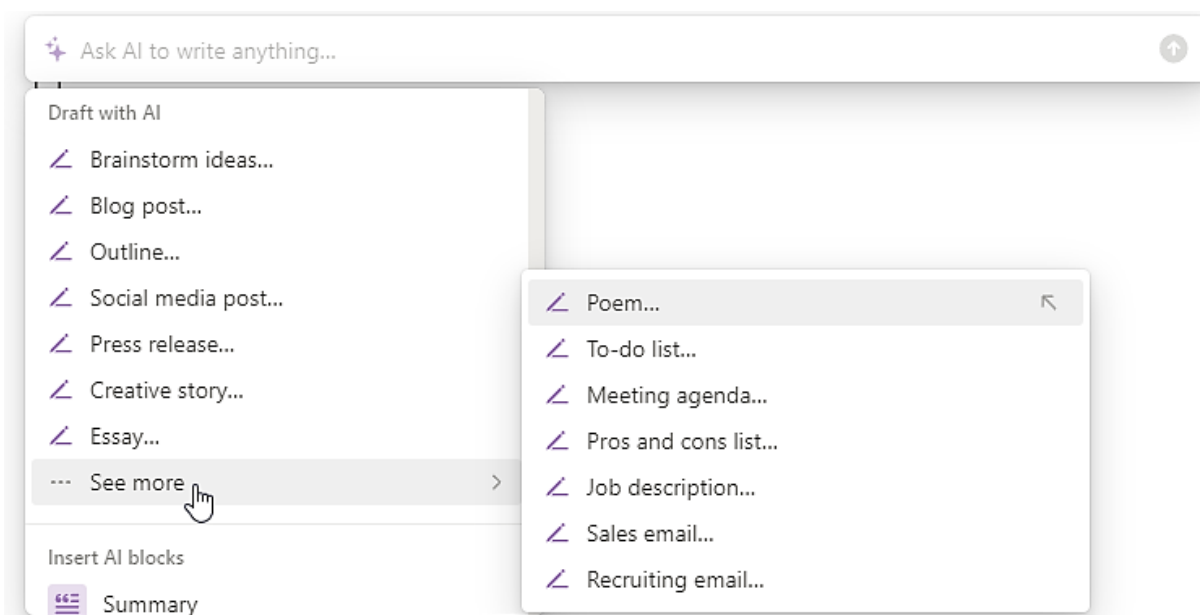 Ask AI to write anything...
Draft with AI
Brainstorm ideas...
Blog post...
Outline...
Social media post...
Press release...
Creative story...
Essay...
See more
Insert AI blocks
Summary
Poem...
To-do list...
Meeting agenda...
Pros and cons list...
Job description...
Sales email...
Recruiting email...